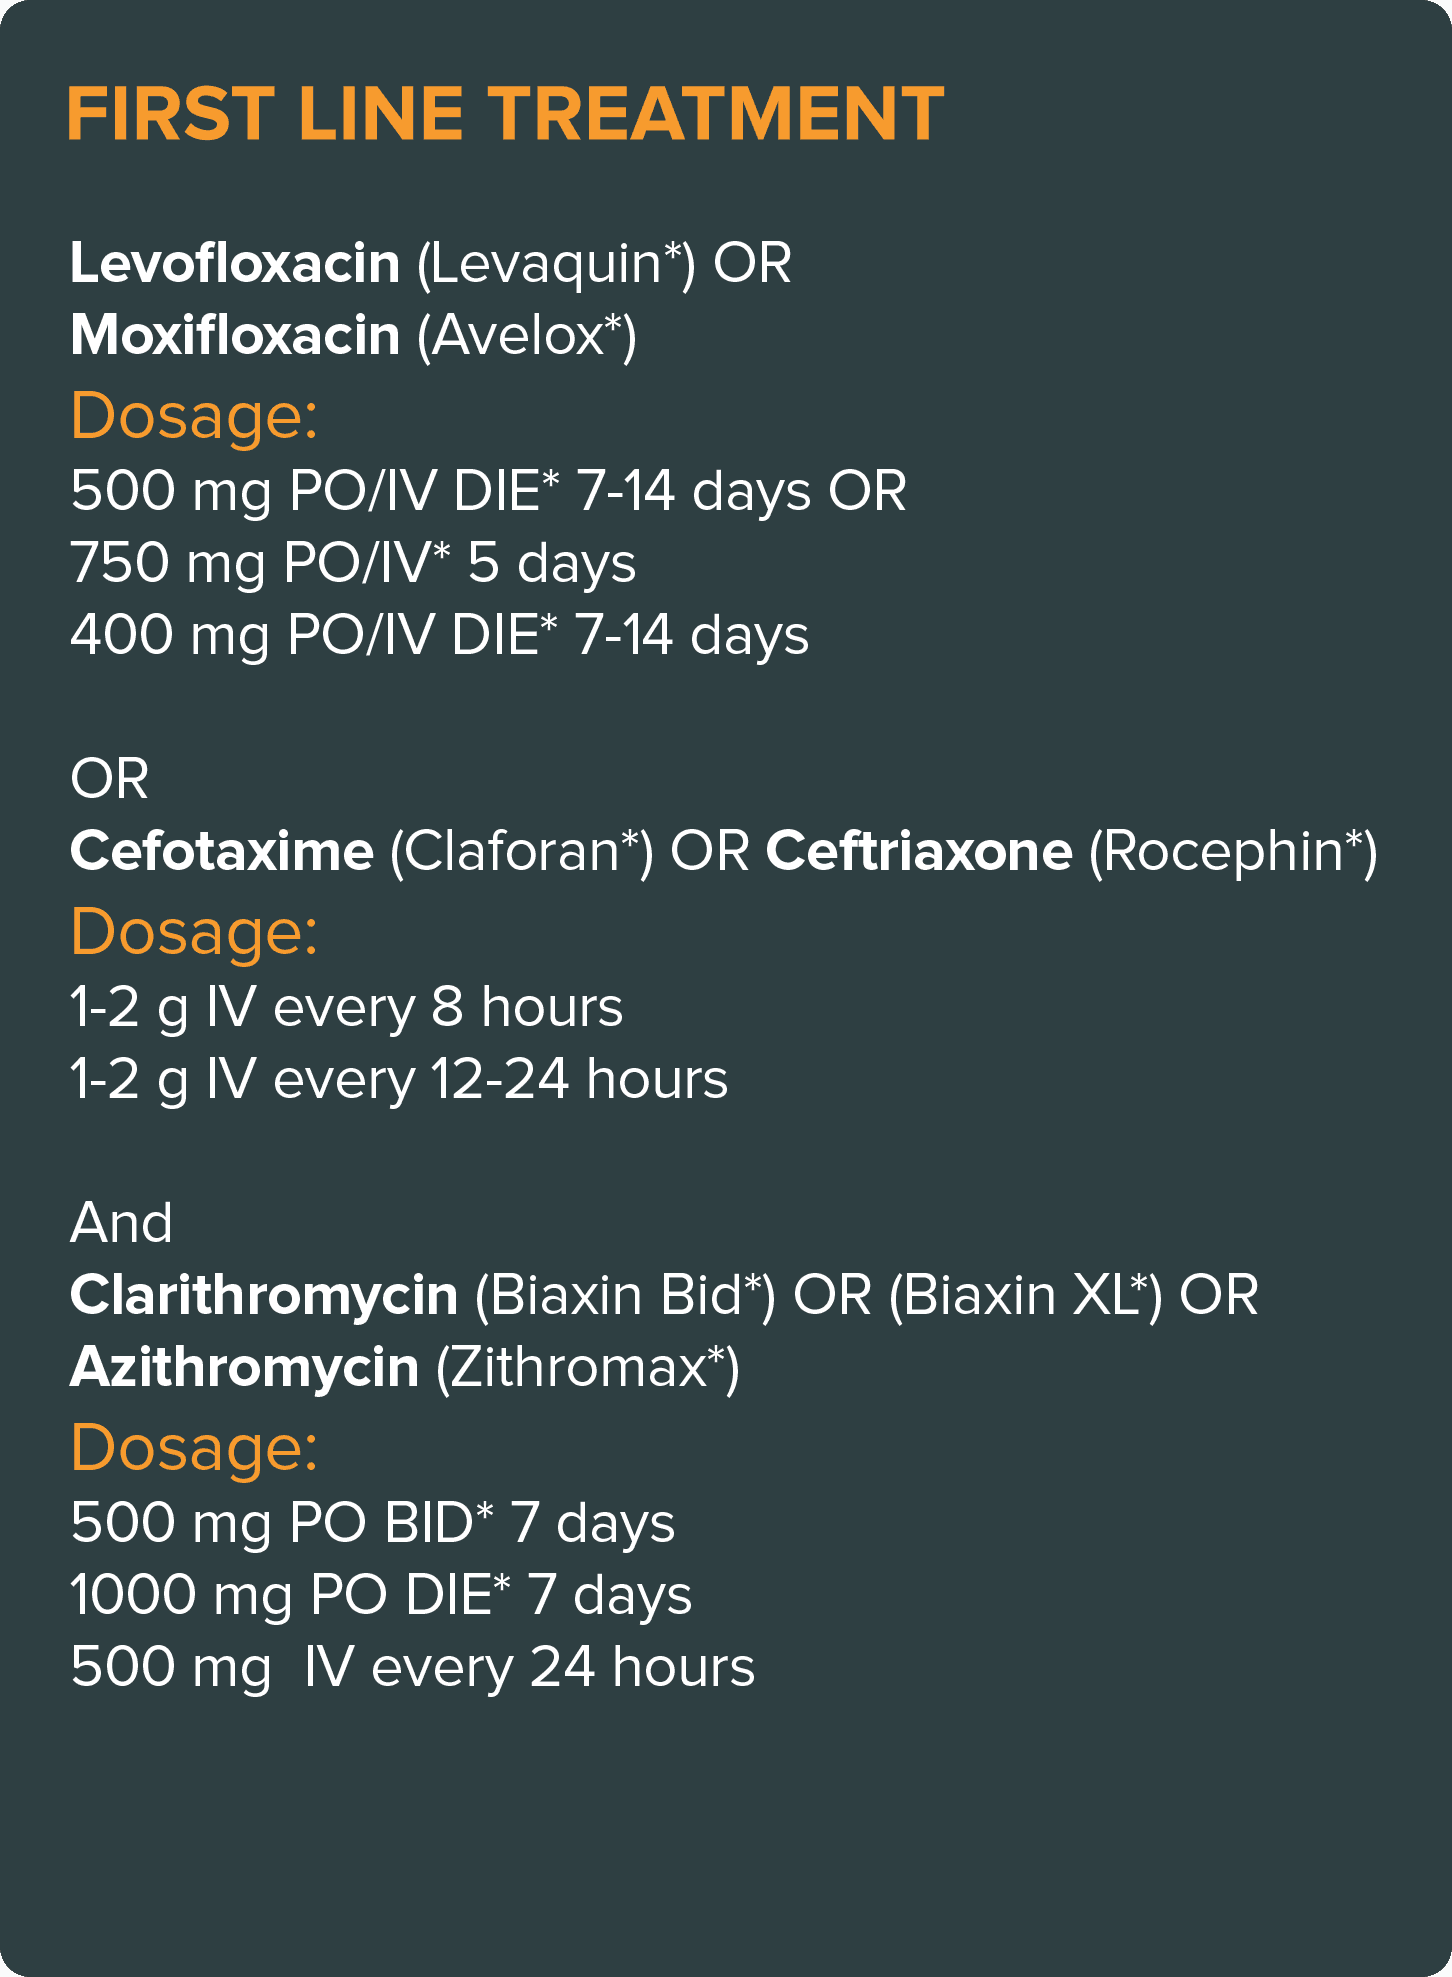 FIRST LINE TREATMENT
Levofloxacin (Levaquin*) OR
Moxifloxacin (Avelox*)
Dosage:
500 mg PO/IV DIE* 7-14 days OR
750 mg PO/IV* 5 days
400 mg PO/IV DIE* 7-14 days
OR
Cefotaxime (Claforan*) OR Ceftriaxone (Rocephin*)
Dosage:
1-2 g IV every 8 hours
1-2 g IV every 12-24 hours
And
Clarithromycin (Biaxin Bid*) OR (Biaxin XL*) OR
Azithromycin (Zithromax*)
Dosage:
500 mg PO BID* 7 days
1000 mg PO DIE* 7 days
500 mg  IV every 24 hours